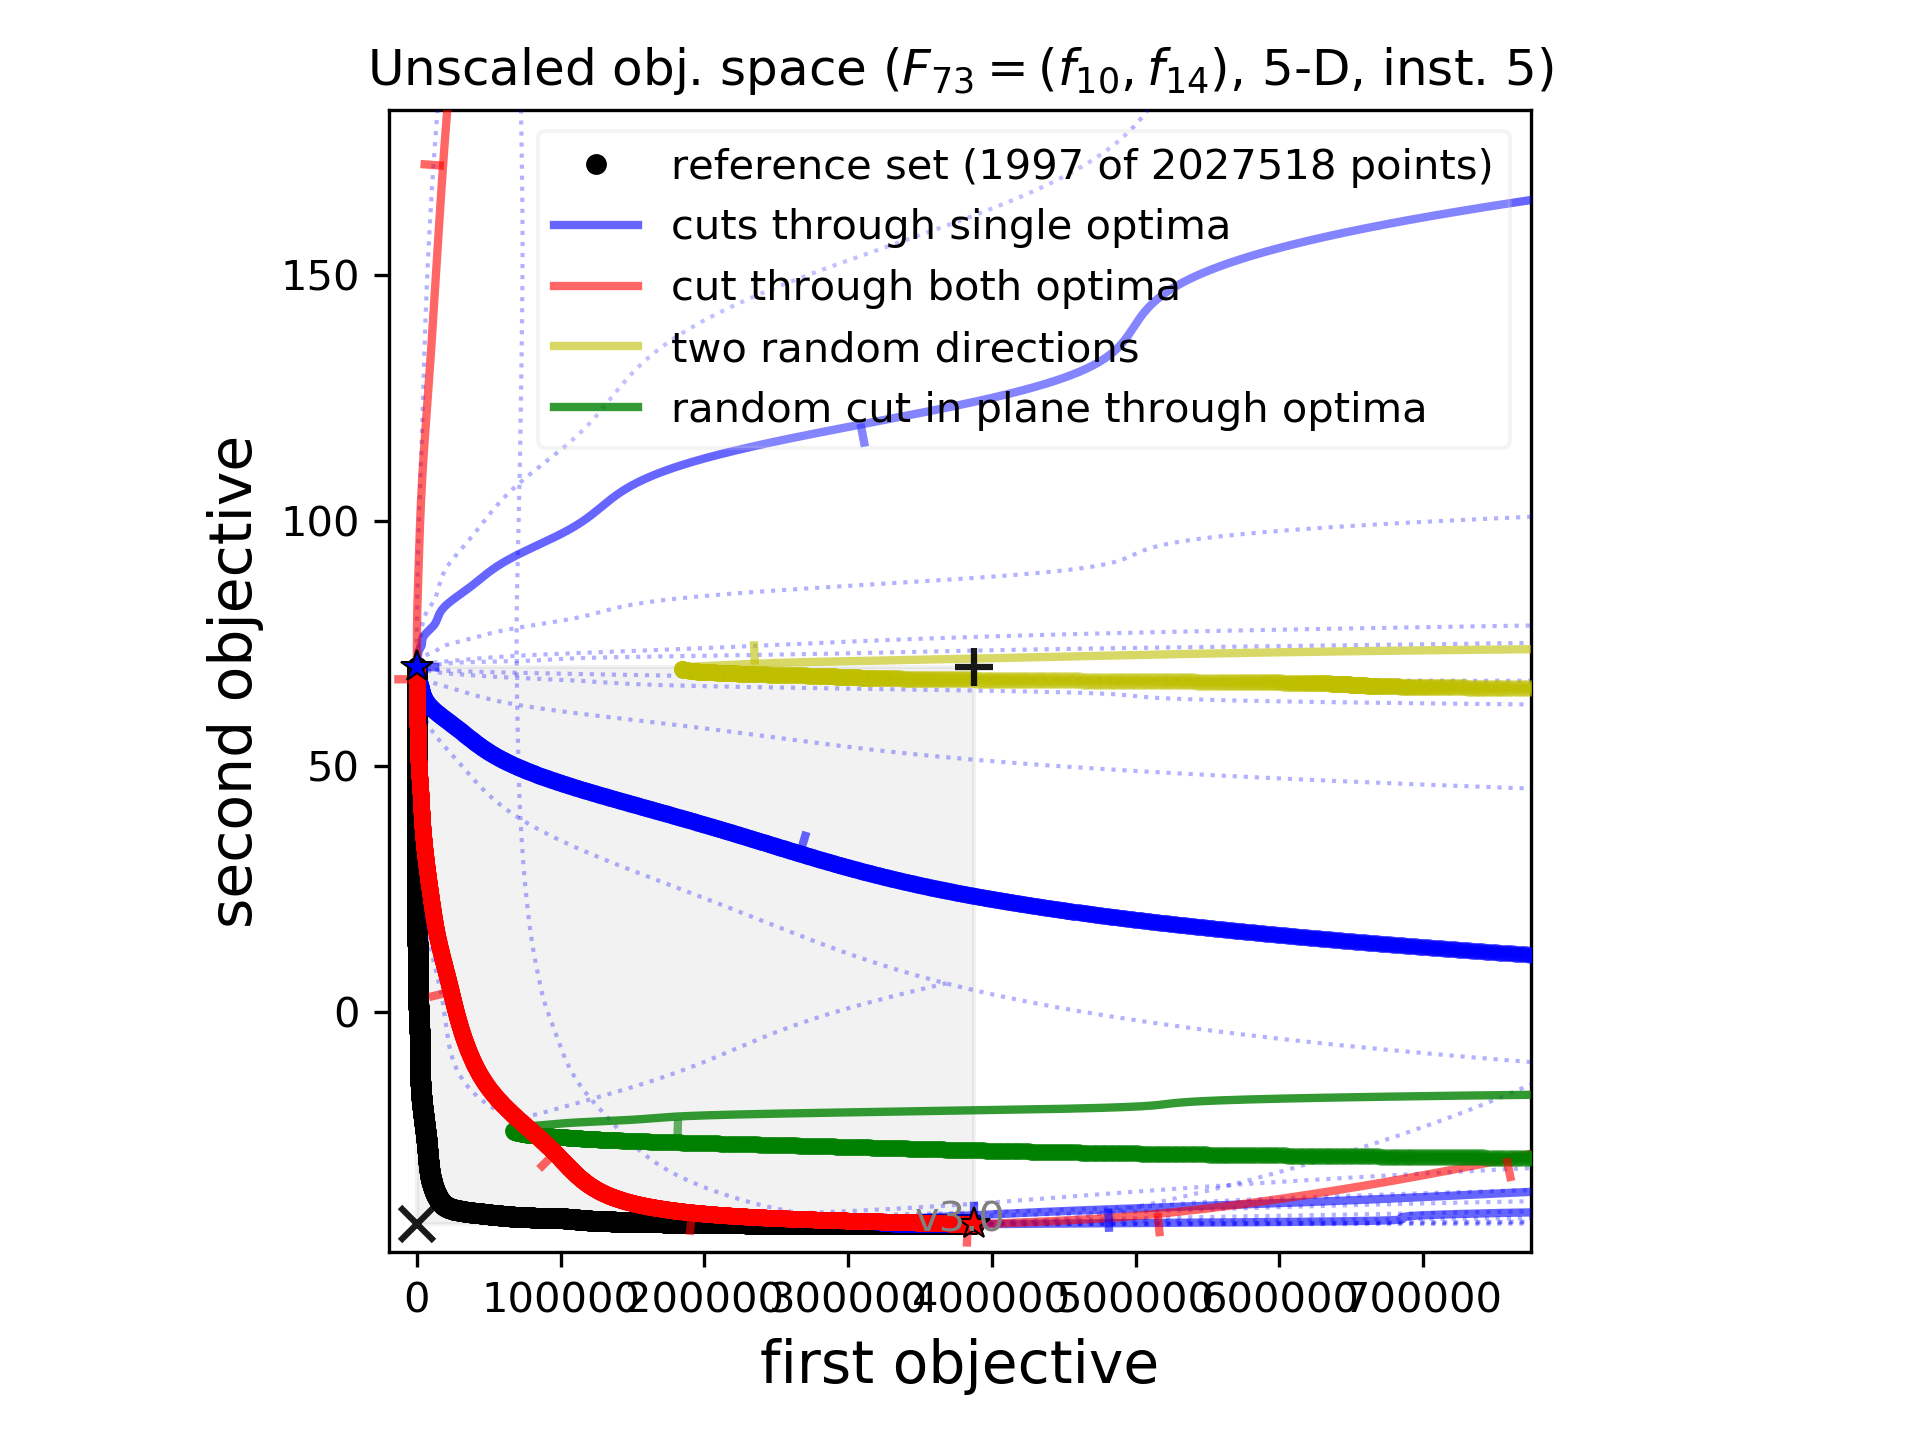 Unscaled obj. space (F₇₃ = (f₁₀, f₁₄), 5-D, inst. 5)
reference set (1997 of 2027518 points)
cuts through single optima
cut through both optima
two random directions
random cut in plane through optima
150
100
50
0
second objective
v3.0
0 100000 200000 300000 400000 500000 600000 700000
first objective